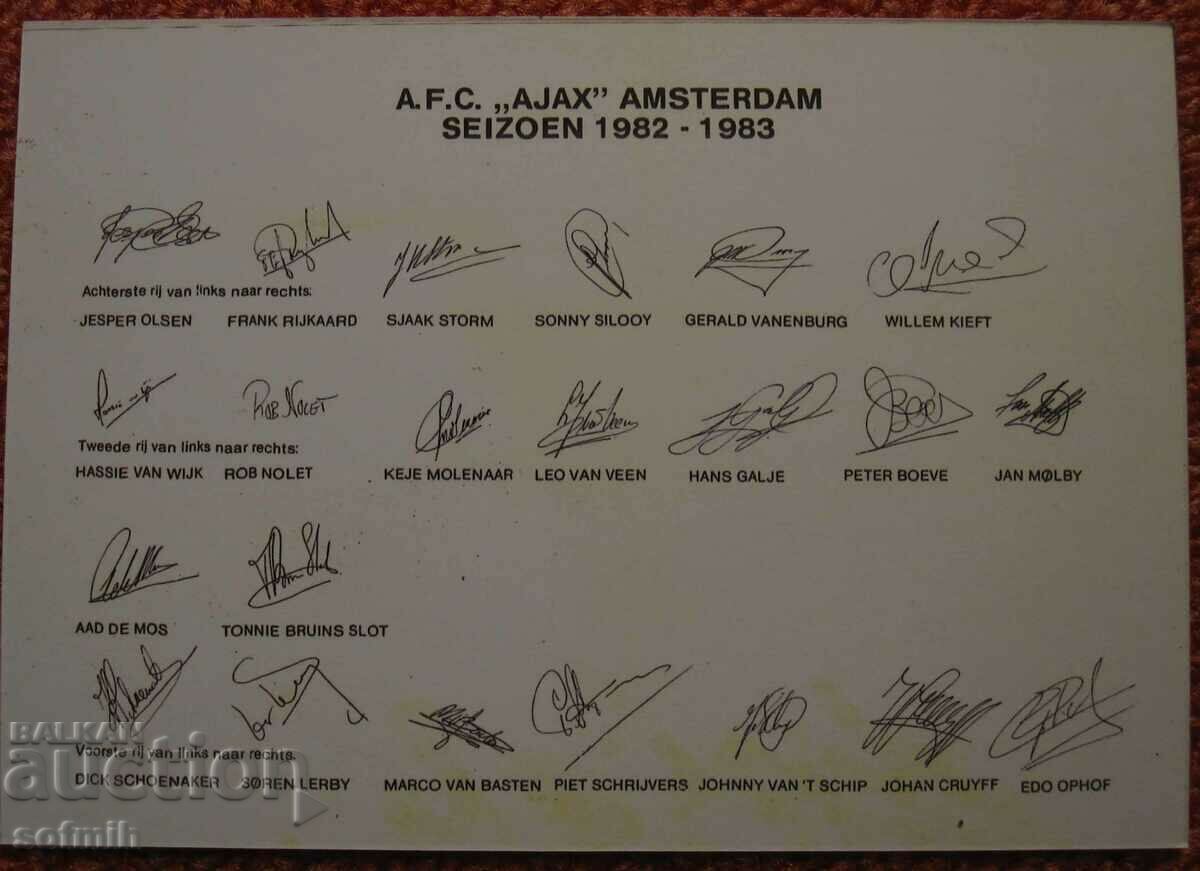 A.F.C. „AJAX” AMSTERDAM
SEIZOEN 1982 - 1983
Achterste rij van links naar rechts:
JESPER OLSEN FRANK RIJKAARD SJAAK STORM SONNY SILOOY GERALD VANENBURG WILLEM KIEFT
ROB NOLET
Tweede rij van links naar rechts:
HASSIE VAN WIJK ROB NOLET KEJE MOLENAAR LEO VAN VEEN HANS GALJE PETER BOEVE JAN MØLBY
AAD DE MOS TONNIE BRUINS SLOT
Voorste rij van links naar rechts.
DICK SCHOENAKER SØREN LERBY MARCO VAN BASTEN PIET SCHRIJVERS JOHNNY VAN 'T SCHIP JOHAN CRUYFF EDO OPHOF
BALKAN
auction
sofmih